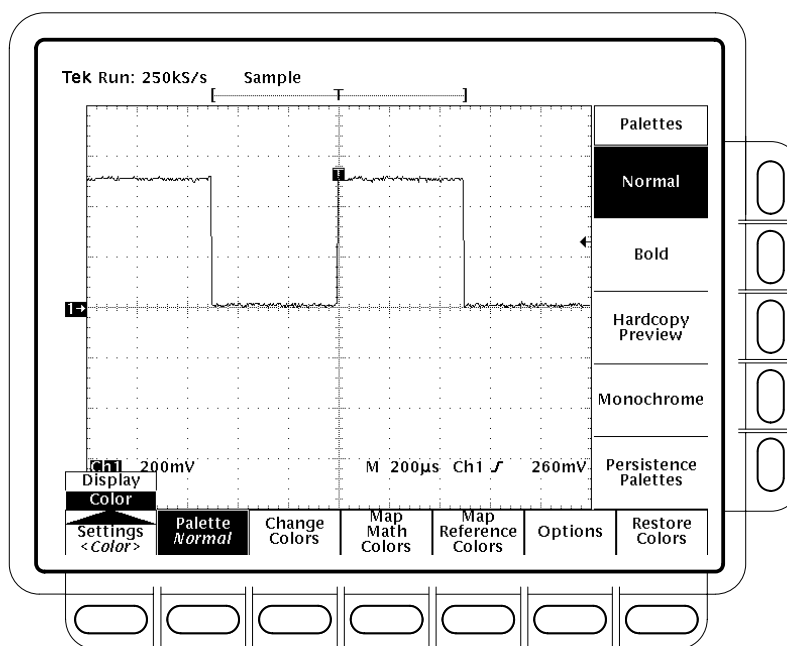 Tek Run: 250kS/s Sample
[ T ]
Palettes
T
Normal
Bold
1→
Hardcopy
Preview
Monochrome
Ch1 200mV M 200µs Ch1 ʃ 260mV
Persistence
Palettes
Display
Color
Settings
<Color>
Palette
Normal
Change
Colors
Map
Math
Colors
Map
Reference
Colors
Options
Restore
Colors